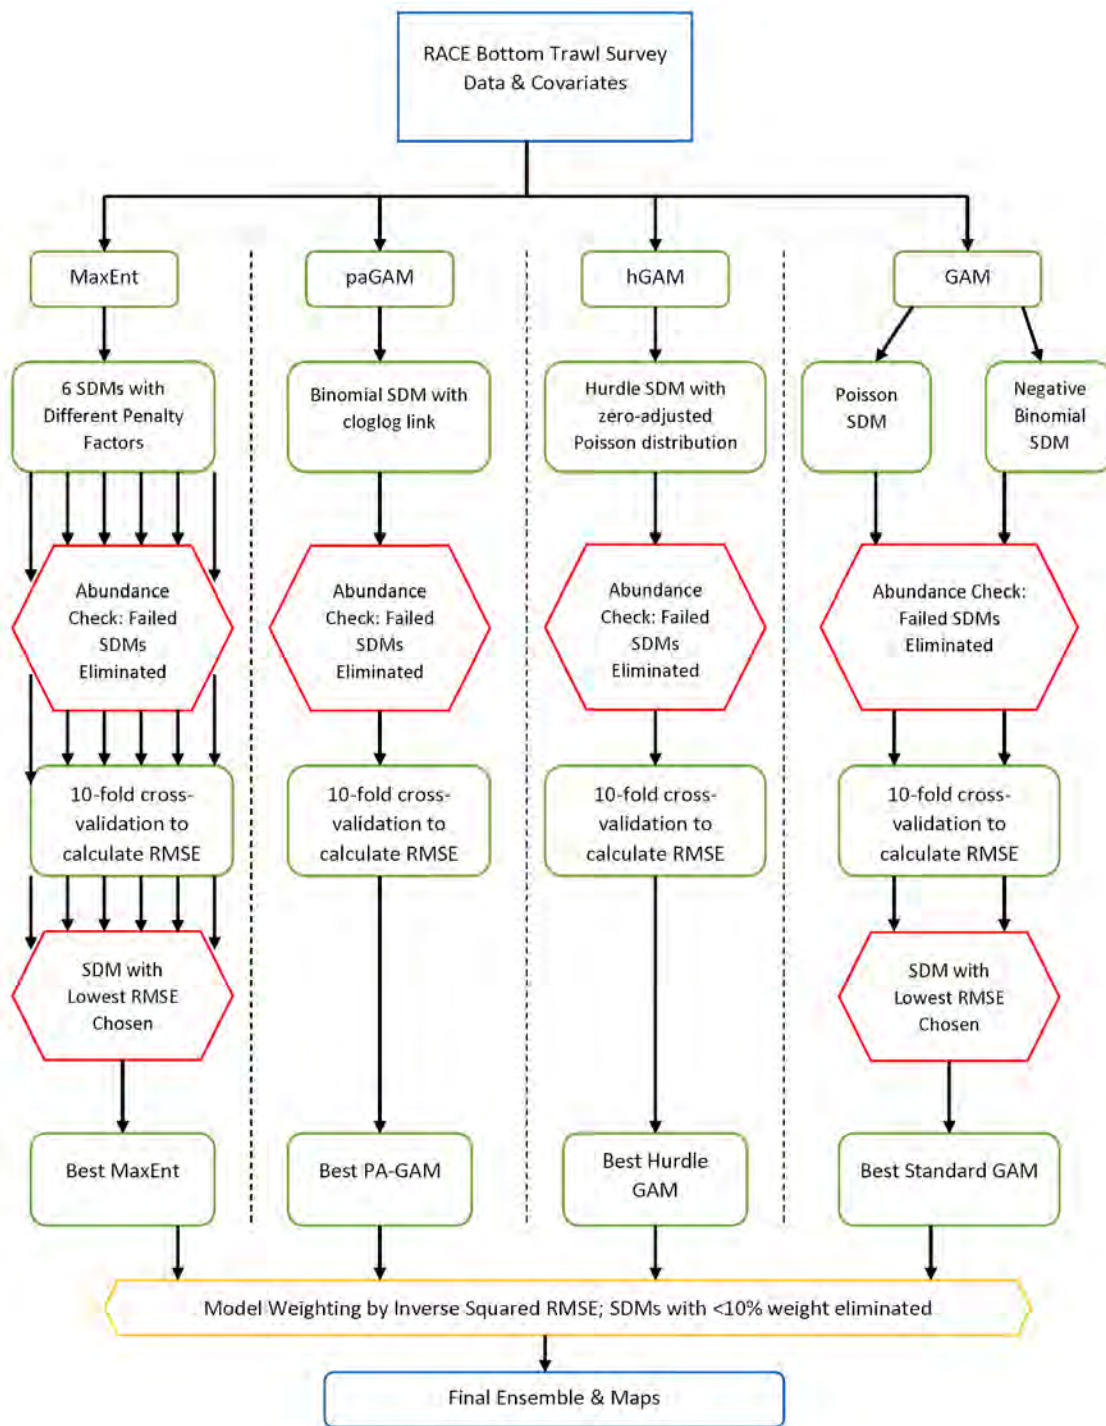 RACE Bottom Trawl Survey
Data & Covariates
MaxEnt
paGAM
hGAM
GAM
6 SDMs with
Different Penalty
Factors
Binomial SDM with
cloglog link
Hurdle SDM with
zero-adjusted
Poisson distribution
Poisson
SDM
Negative
Binomial
SDM
Abundance
Check: Failed
SDMs
Eliminated
Abundance
Check: Failed
SDMs
Eliminated
Abundance
Check: Failed
SDMs
Eliminated
Abundance Check:
Failed SDMs
Eliminated
10-fold cross-
validation to
calculate RMSE
10-fold cross-
validation to
calculate RMSE
10-fold cross-
validation to
calculate RMSE
10-fold cross-
validation to
calculate RMSE
SDM with
Lowest RMSE
Chosen
SDM with
Lowest RMSE
Chosen
Best MaxEnt
Best PA-GAM
Best Hurdle
GAM
Best Standard GAM
Model Weighting by Inverse Squared RMSE; SDMs with <10% weight eliminated
Final Ensemble & Maps